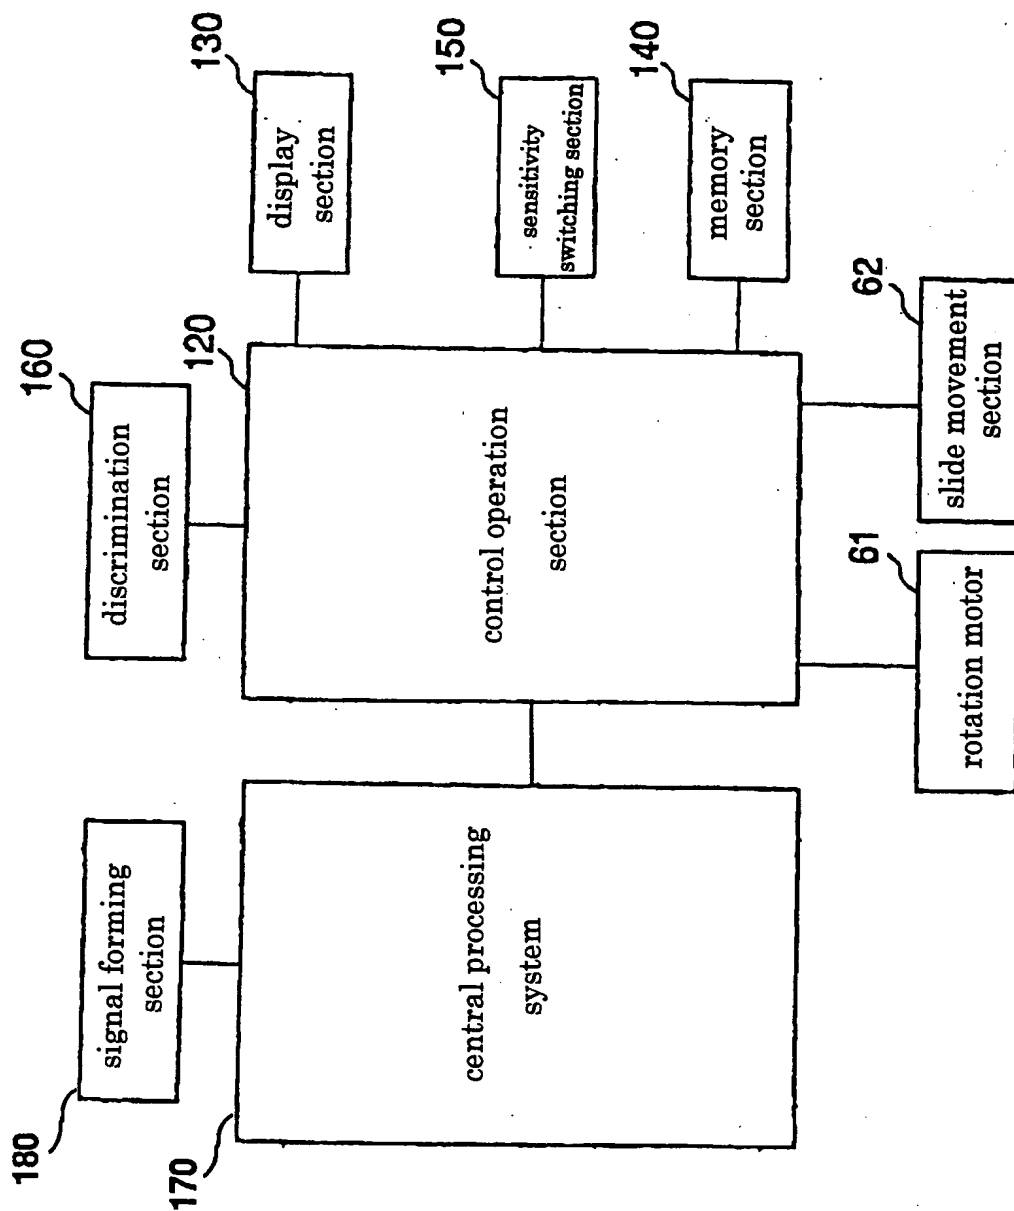 180
signal forming
section
160
discrimination
section
170
central processing
system
120
control operation
section
130
display
section
150
sensitivity
switching section
140
memory
section
61
rotation motor
62
slide movement
section